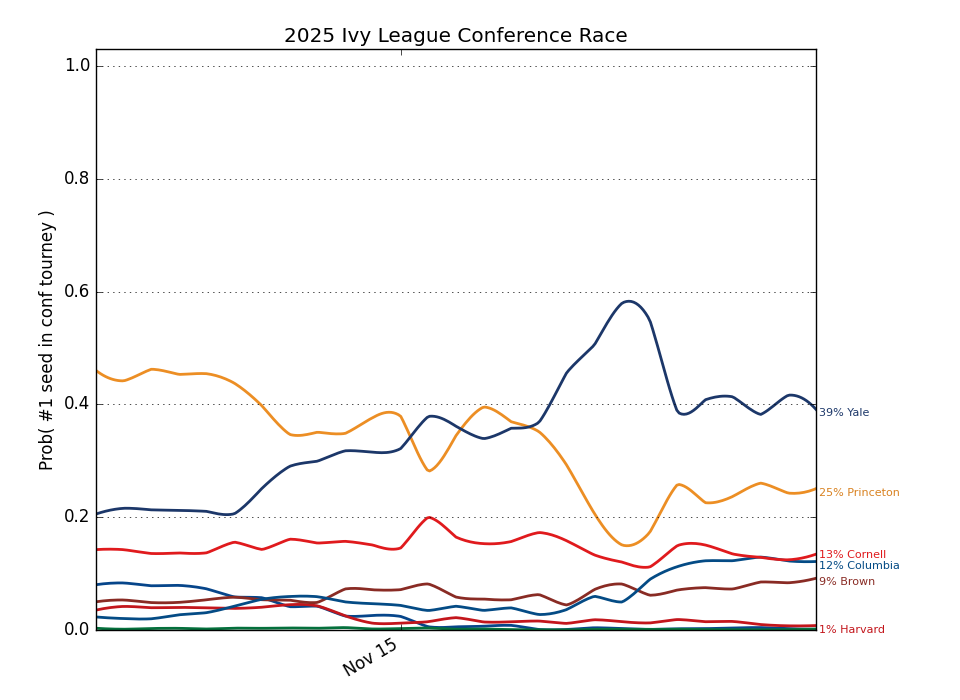 2025 Ivy League Conference Race
Prob( #1 seed in conf tourney )
1.0
0.8
0.6
0.4
0.2
0.0
Nov 15
39% Yale
25% Princeton
13% Cornell
12% Columbia
9% Brown
1% Harvard